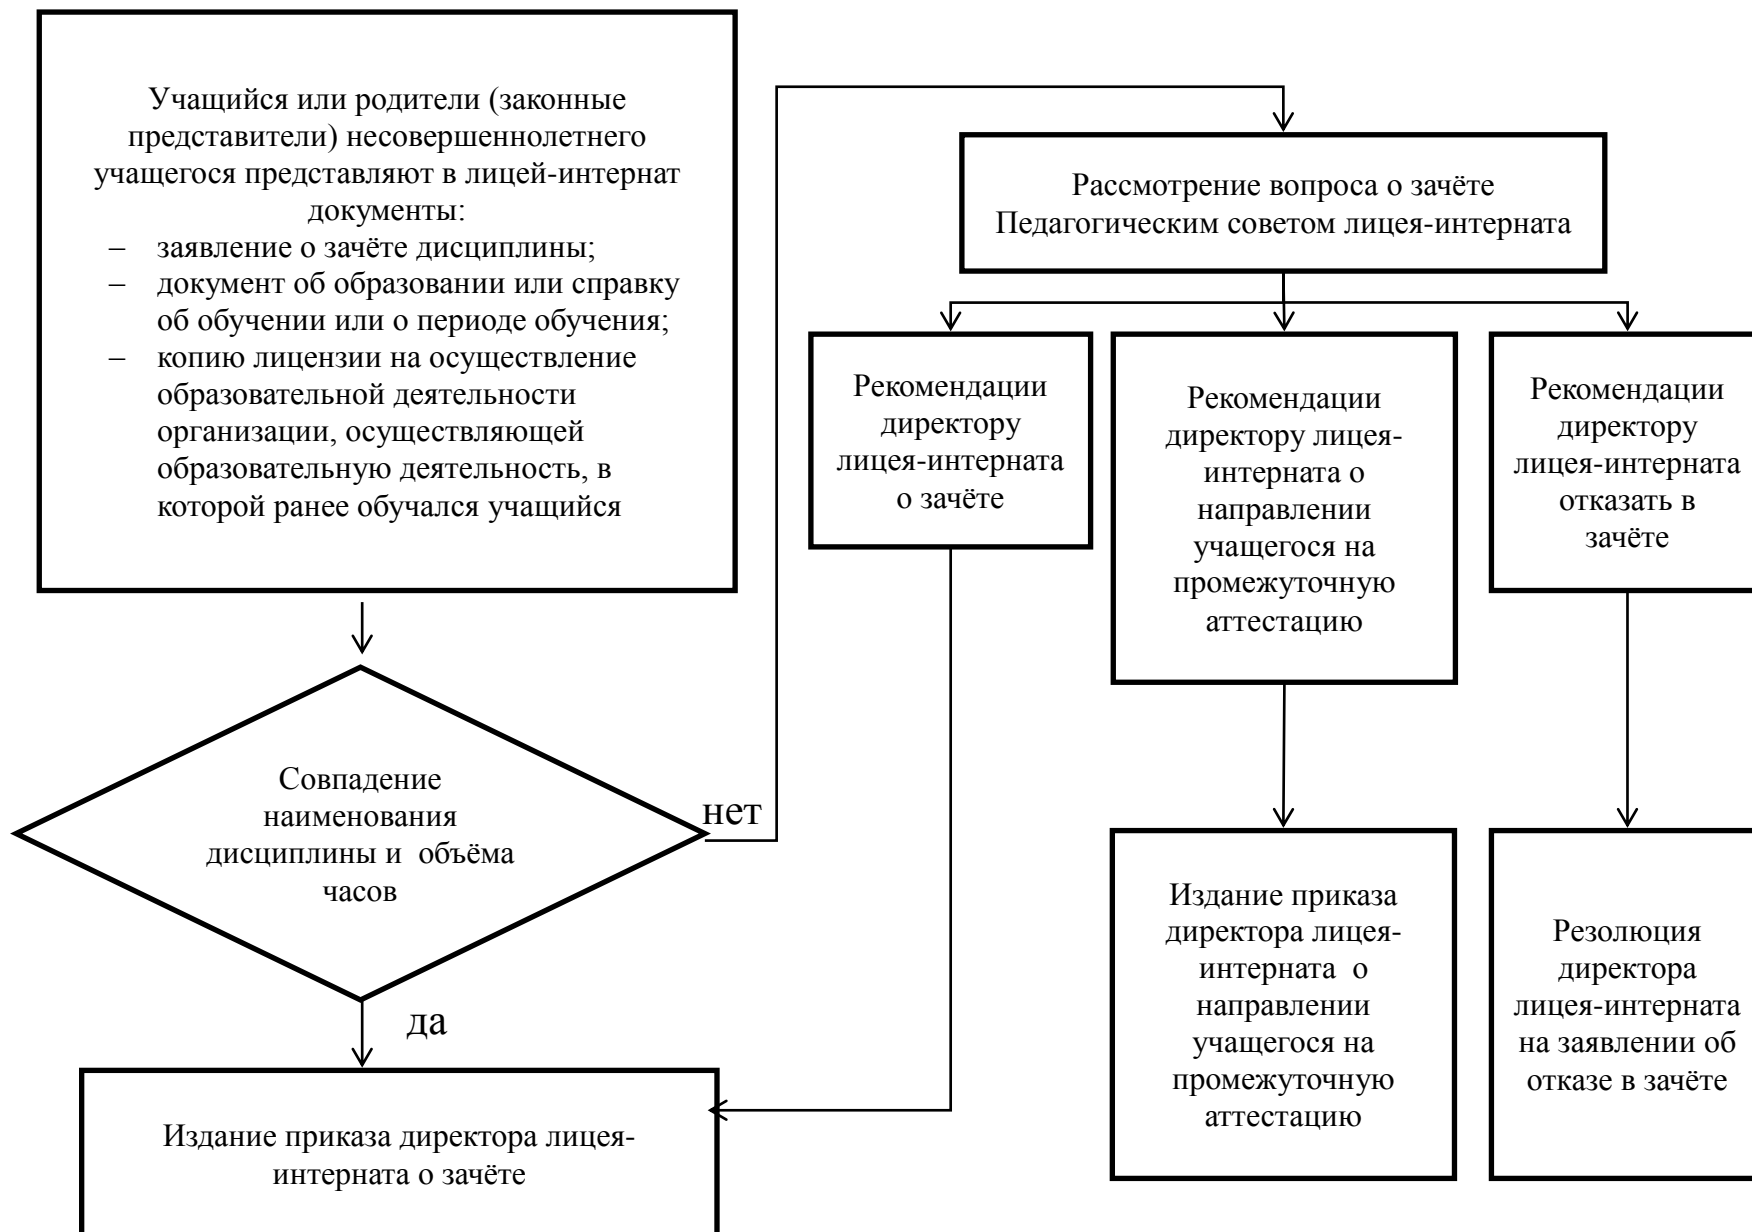 Учащийся или родители (законные
представители) несовершеннолетнего
учащегося представляют в лицей-интернат
документы:
– заявление о зачёте дисциплины;
– документ об образовании или справку
об обучении или о периоде обучения;
– копию лицензии на осуществление
образовательной деятельности
организации, осуществляющей
образовательную деятельность, в
которой ранее обучался учащийся
Совпадение
наименования
дисциплины и объёма
часов
нет
да
Издание приказа директора лицея-
интерната о зачёте
Рассмотрение вопроса о зачёте
Педагогическим советом лицея-интерната
Рекомендации
директору
лицея-интерната
о зачёте
Рекомендации
директору лицея-
интерната о
направлении
учащегося на
промежуточную
аттестацию
Рекомендации
директору
лицея-интерната
отказать в
зачёте
Издание приказа
директора лицея-
интерната о
направлении
учащегося на
промежуточную
аттестацию
Резолюция
директора
лицея-интерната
на заявлении об
отказе в зачёте